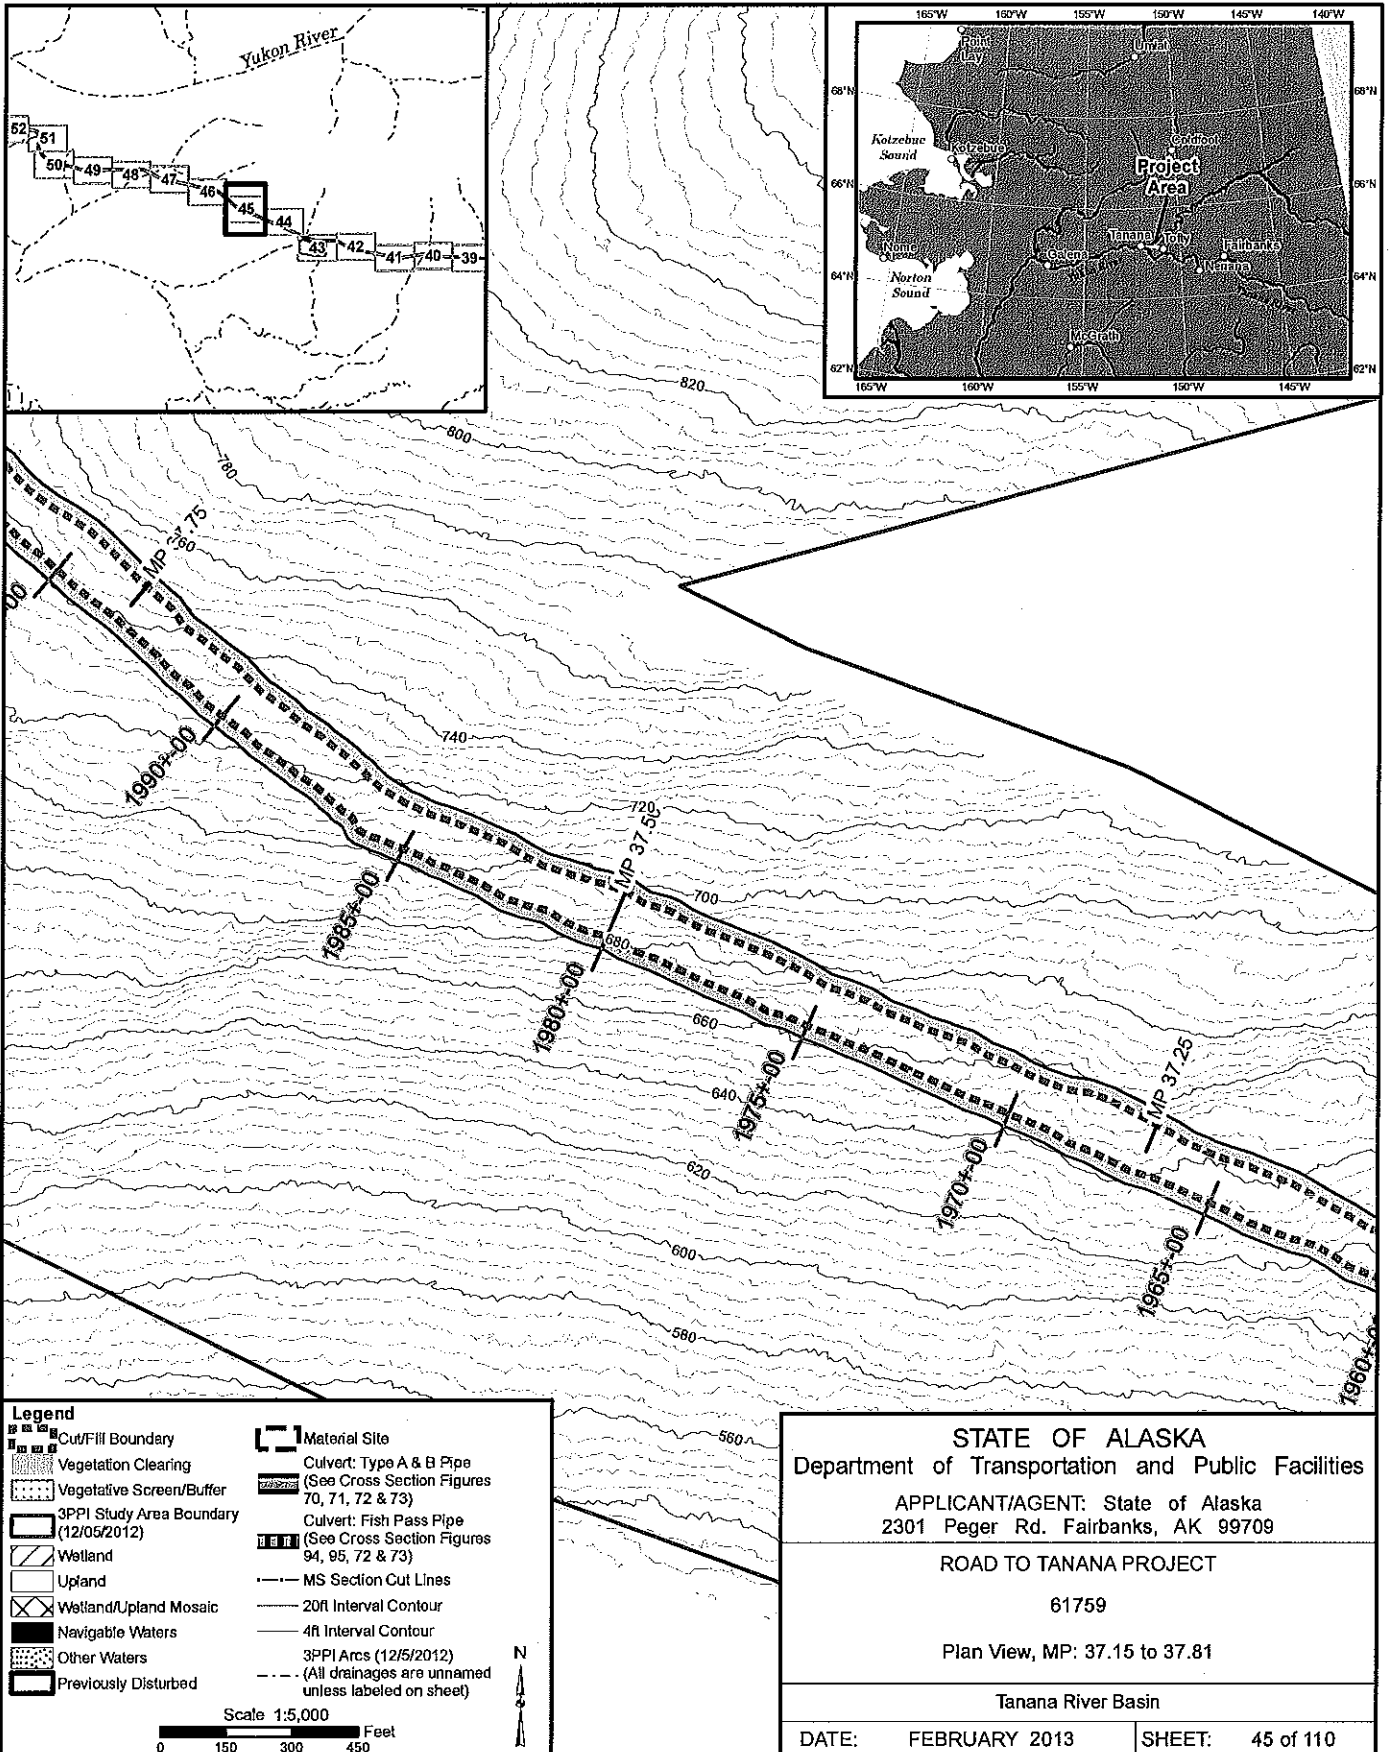 Yukon River
52
51
50
49
48
47
46
45
44
43
42
41
40
39
165°W 160°W 155°W 150°W 145°W 140°W
Point
Lay
Umiat
68°N
68°N
Kotzebue
Sound
Kotzebue
Coldfoot
Project
Area
66°N
66°N
Tanana
Tofty
Fairbanks
Nome
Galena
Nenana
64°N
64°N
Norton
Sound
McGrath
62°N
62°N
165°W 160°W 155°W 150°W 145°W
820
800
780
760
740
720
700
680
660
640
620
600
580
560
MP 37.50
MP 37.25
1990+00
1985+00
1980+00
1975+00
1970+00
1965+00
Legend
Cut/Fill Boundary
Vegetation Clearing
Vegetative Screen/Buffer
3PPI Study Area Boundary
(12/05/2012)
Wetland
Upland
Wetland/Upland Mosaic
Navigable Waters
Other Waters
Previously Disturbed
Material Site
Culvert: Type A & B Pipe
(See Cross Section Figures
70, 71, 72 & 73)
Culvert: Fish Pass Pipe
(See Cross Section Figures
94, 95, 72 & 73)
MS Section Cut Lines
20ft Interval Contour
4ft Interval Contour
3PPI Arcs (12/5/2012)
(All drainages are unnamed
unless labeled on sheet)
N
Scale 1:5,000
Feet
0 150 300 450
STATE OF ALASKA
Department of Transportation and Public Facilities
APPLICANT/AGENT: State of Alaska
2301 Peger Rd. Fairbanks, AK 99709
ROAD TO TANANA PROJECT
61759
Plan View, MP: 37.15 to 37.81
Tanana River Basin
DATE: FEBRUARY 2013
SHEET: 45 of 110